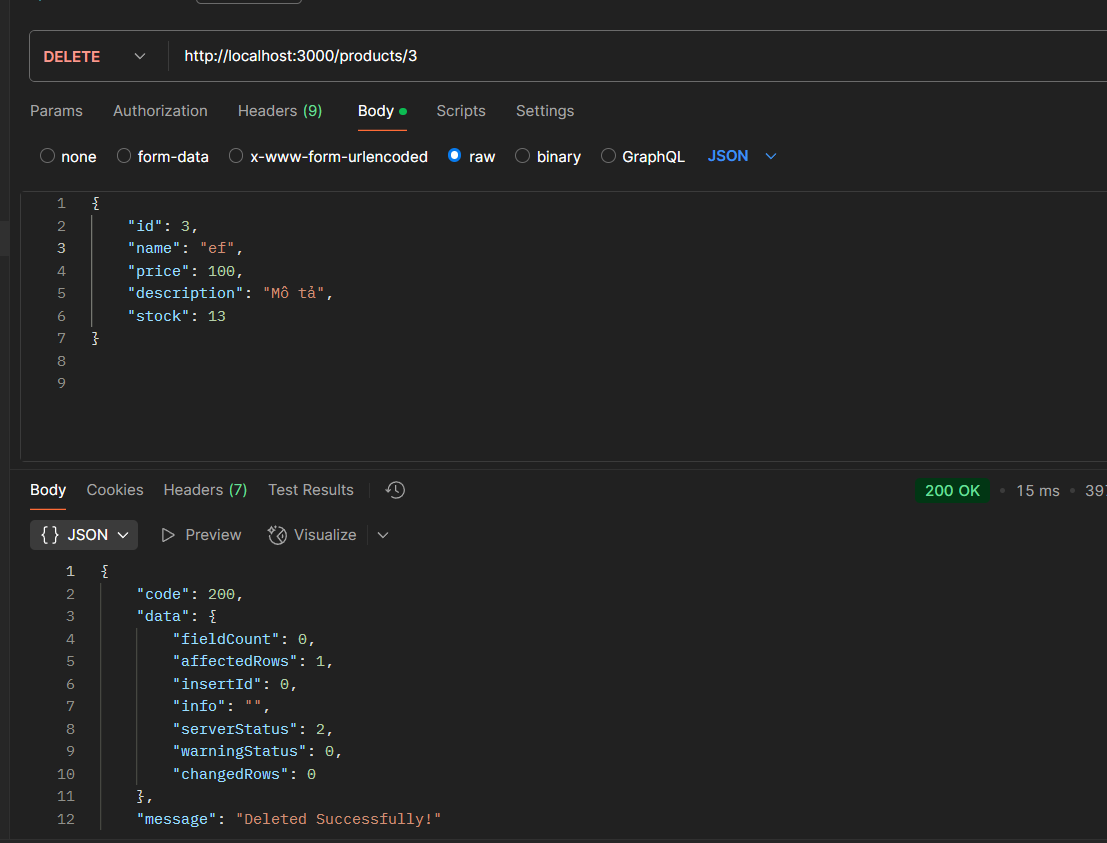 DELETE http://localhost:3000/products/3
Params Authorization Headers (9) Body Scripts Settings
none form-data x-www-form-urlencoded raw binary GraphQL JSON
1 {
2 "id": 3,
3 "name": "ef",
4 "price": 100,
5 "description": "Mô tả",
6 "stock": 13
7 }
8
9
Body Cookies Headers (7) Test Results 200 OK • 15 ms • 397
{} JSON Preview Visualize
1 {
2 "code": 200,
3 "data": {
4 "fieldCount": 0,
5 "affectedRows": 1,
6 "insertId": 0,
7 "info": "",
8 "serverStatus": 2,
9 "warningStatus": 0,
10 "changedRows": 0
11 },
12 "message": "Deleted Successfully!"